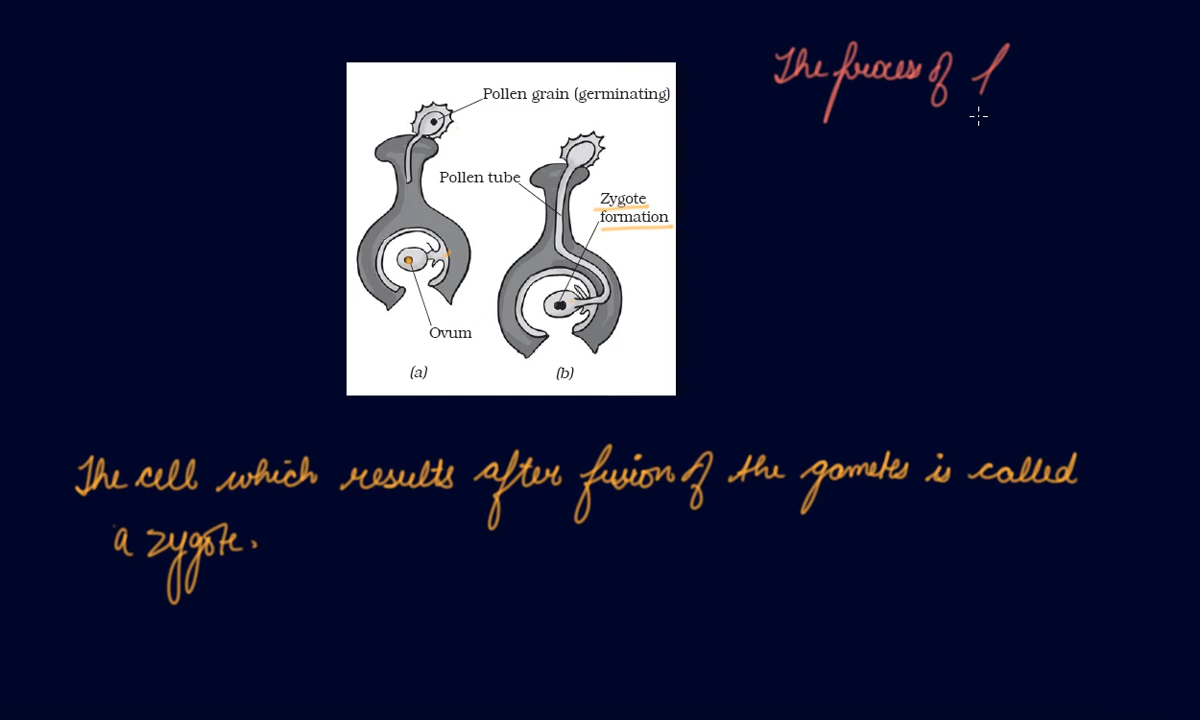 The process of f
Pollen grain (germinating)
Pollen tube
Zygote
formation
Ovum
(a)
(b)
The cell which results after fusion of the gametes is called
a zygote.